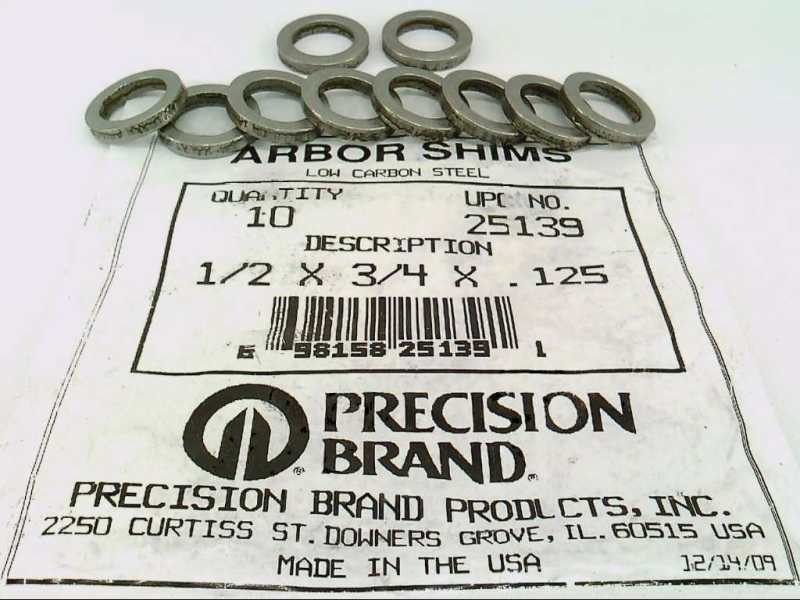 ARBOR SHIMS
LOW CARBON STEEL
QUANTITY UPC NO.
10 25139
DESCRIPTION
1/2 X 3/4 X .125
6 98158 25139 1
PRECISION
BRAND®
PRECISION BRAND PRODUCTS, INC.
2250 CURTISS ST. DOWNERS GROVE, IL. 60515 USA
MADE IN THE USA 12/14/09